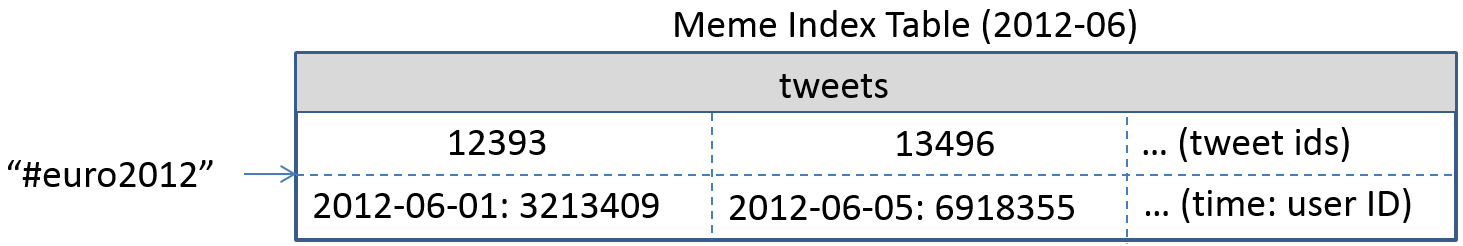 Meme Index Table (2012-06)
tweets
12393 13496 ... (tweet ids)
“#euro2012”
2012-06-01: 3213409 2012-06-05: 6918355 ... (time: user ID)